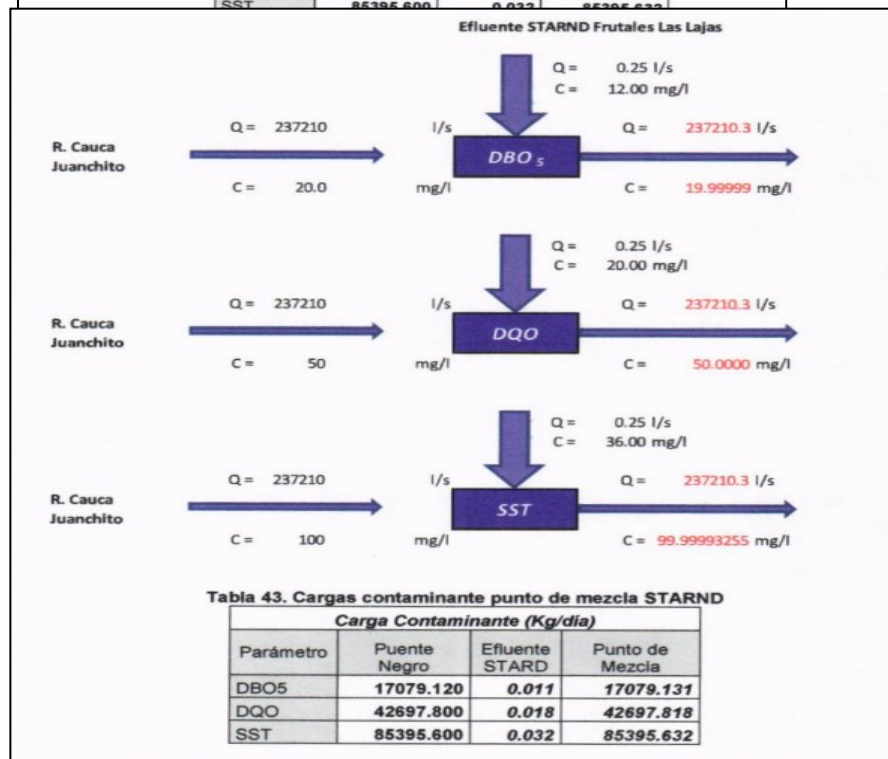 SST 85395.600 0.032 85395.632
Efluente STARND Frutales Las Lajas
Q = 0.25 l/s
C = 12.00 mg/l
Q = 237210 l/s Q = 237210.3 l/s
R. Cauca
Juanchito
DBO 5
C = 20.0 mg/l C = 19.99999 mg/l
Q = 0.25 l/s
C = 20.00 mg/l
Q = 237210 l/s Q = 237210.3 l/s
R. Cauca
Juanchito
DQO
C = 50 mg/l C = 50.0000 mg/l
Q = 0.25 l/s
C = 36.00 mg/l
Q = 237210 l/s Q = 237210.3 l/s
R. Cauca
Juanchito
SST
C = 100 mg/l C = 99.99993255 mg/l
Tabla 43. Cargas contaminante punto de mezcla STARND
Carga Contaminante (Kg/día)
Parámetro Puente Negro Efluente STARD Punto de Mezcla
DBO5 17079.120 0.011 17079.131
DQO 42697.800 0.018 42697.818
SST 85395.600 0.032 85395.632